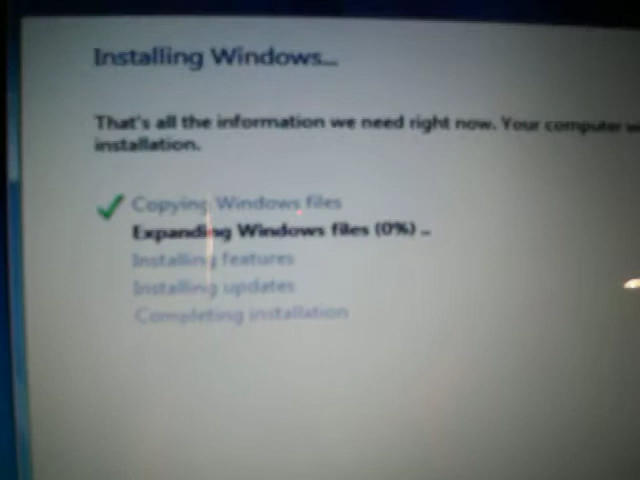 Installing Windows...
That's all the information we need right now. Your computer
installation.
Copying Windows files
Expanding Windows files (0%) ..
Installing features
Installing updates
Completing installation